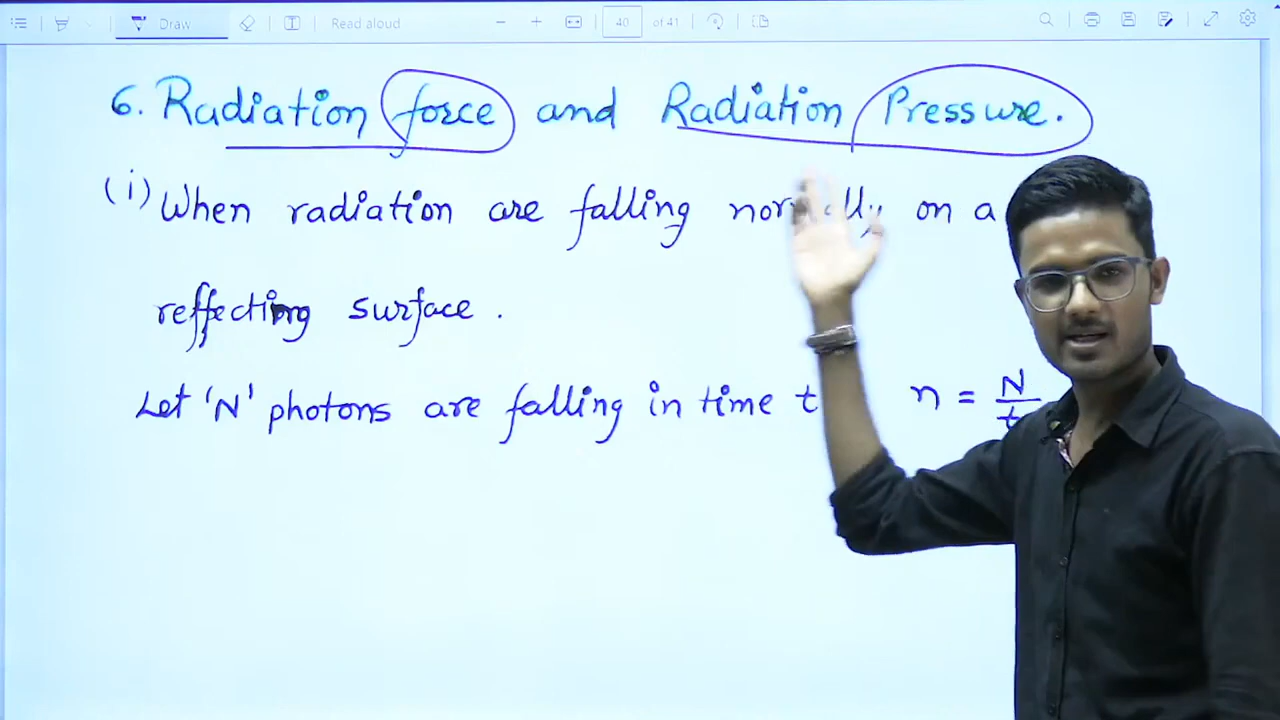 Draw
Read aloud
40 of 41
6. Radiation force and Radiation Pressure.
(i) When radiation are falling normally on a
reffecting surface.
Let 'N' photons are falling in time t n = N/t